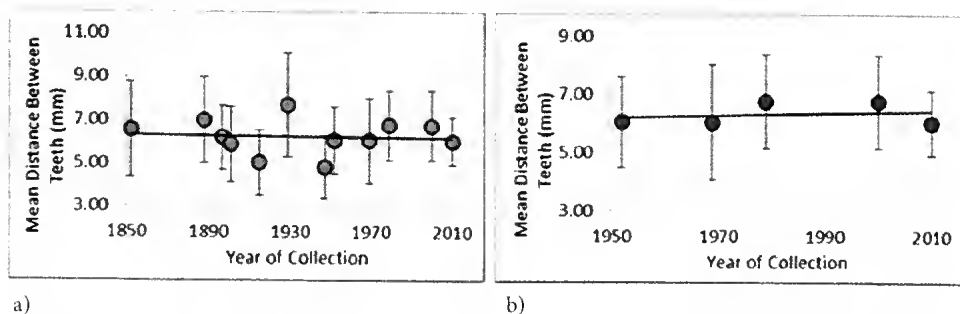 11.00
9.00
7.00
5.00
3.00
Mean Distance Between
Teeth (mm)
1850 1890 1930 1970 2010
Year of Collection
a)
9.00
7.00
5.00
3.00
Mean Distance Between
Teeth (mm)
1950 1970 1990 2010
Year of Collection
b)